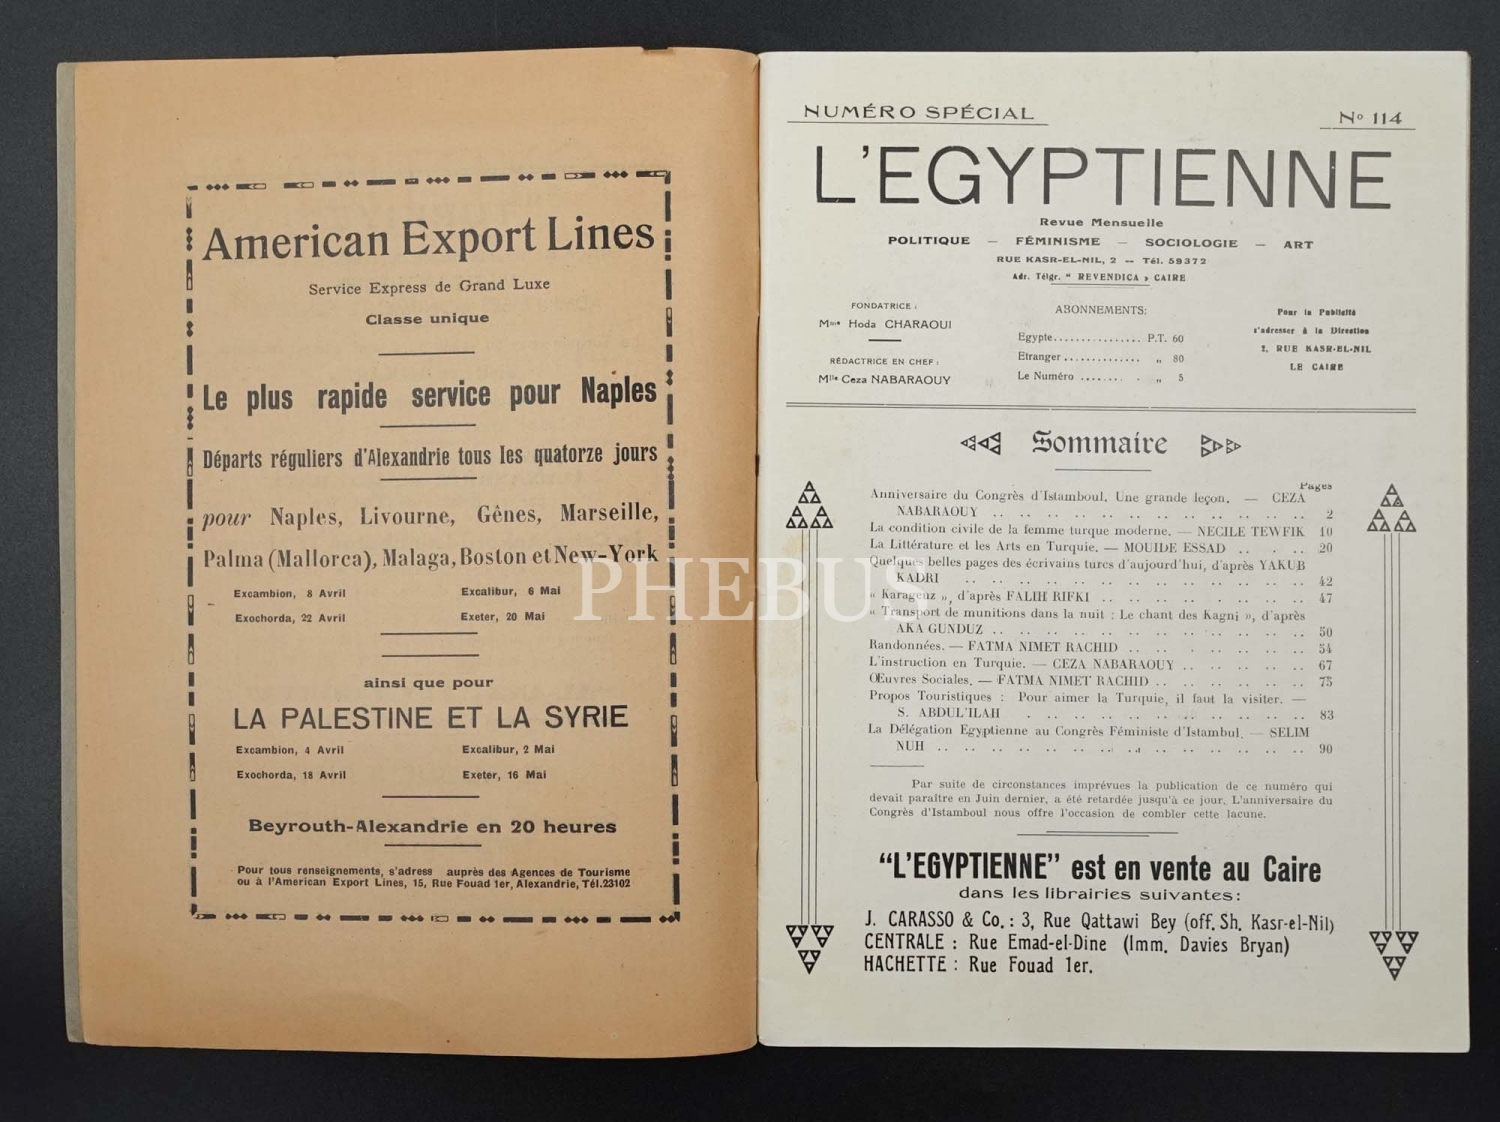 American Export Lines
Service Express de Grand Luxe
Classe unique
Le plus rapide service pour Naples
Départs réguliers d'Alexandrie tous les quatorze jours
pour Naples, Livourne, Gênes, Marseille,
Palma (Mallorca), Malaga, Boston et New-York
Excambion, 8 Avril Excalibur, 6 Mai
Exochorda, 22 Avril Exeter, 20 Mai
ainsi que pour
LA PALESTINE ET LA SYRIE
Excambion, 4 Avril Excalibur, 2 Mai
Exochorda, 18 Avril Exeter, 16 Mai
Beyrouth-Alexandrie en 20 heures
Pour tous renseignements, s'adress auprès des Agences de Tourisme
ou à l'American Export Lines, 15, Rue Fouad 1er, Alexandrie, Tél.23102
NUMÉRO SPÉCIAL
No 114
L'EGYPTIENNE
Revue Mensuelle
POLITIQUE — FÉMINISME — SOCIOLOGIE — ART
RUE KASR-EL-NIL, 2 — Tél. 59372
Adr. Télgr. “ REVENDICA » CAIRE
FONDATRICE :
Mme Hoda CHARAOUI
RÉDACTRICE EN CHEF :
Mlle Ceza NABARAOUY
ABONNEMENTS:
Egypte................ P.T. 60
Etranger .............. „ 80
Le Numéro ........ . „ 5
Pour la Publicité
s'adresser à la Direction
2, RUE KASR-EL-NIL
LE CAIRE
Sommaire
Pages
Anniversaire du Congrès d'Istamboul. Une grande leçon. — CEZA
NABARAOUY .. .. .. .. .. .. .. .. .. .. .. .. 2
La condition civile de la femme turque moderne. — NECILE TEWFIK 10
La Littérature et les Arts en Turquie. — MOUIDE ESSAD .. . .. 20
Quelques belles pages des écrivains turcs d'aujourd'hui, d'après YAKUB
KADRI .. .. .. .. .. .. .. .. .. .. .. .. .. 42
“ Karageuz », d'après FALIH RIFKI .. .. .. .. . .. .. .. 47
“ Transport de munitions dans la nuit : Le chant des Kagni », d'après
AKA GUNDUZ .. .. .. .. .. .. .. .. .. .. .. .. 50
Randonnées. — FATMA NIMET RACHID .. .. . .. .. .. .. 54
L'instruction en Turquie. — CEZA NABARAOUY .. .. .. .. .. 67
Œuvres Sociales. — FATMA NIMET RACHID .. .. .. .. .. .. 75
Propos Touristiques : Pour aimer la Turquie, il faut la visiter. —
S. ABDUL'ILAH . .. .. .. .. .. .. .. .. .. .. 83
La Délégation Egyptienne au Congrès Féministe d'Istambul. — SELIM
NUH .. .. .. .. .. .. .. .. .. .. .. .. .. .. 90
Par suite de circonstances imprévues la publication de ce numéro qui
devait paraître en Juin dernier, a été retardée jusqu'à ce jour. L'anniversaire du
Congrès d'Istamboul nous offre l'occasion de combler cette lacune.
“L'EGYPTIENNE” est en vente au Caire
dans les librairies suivantes :
J. CARASSO & Co. : 3, Rue Qattawi Bey (off. Sh. Kasr-el-Nil)
CENTRALE : Rue Emad-el-Dine (Imm. Davies Bryan)
HACHETTE : Rue Fouad 1er.
PHEBUS